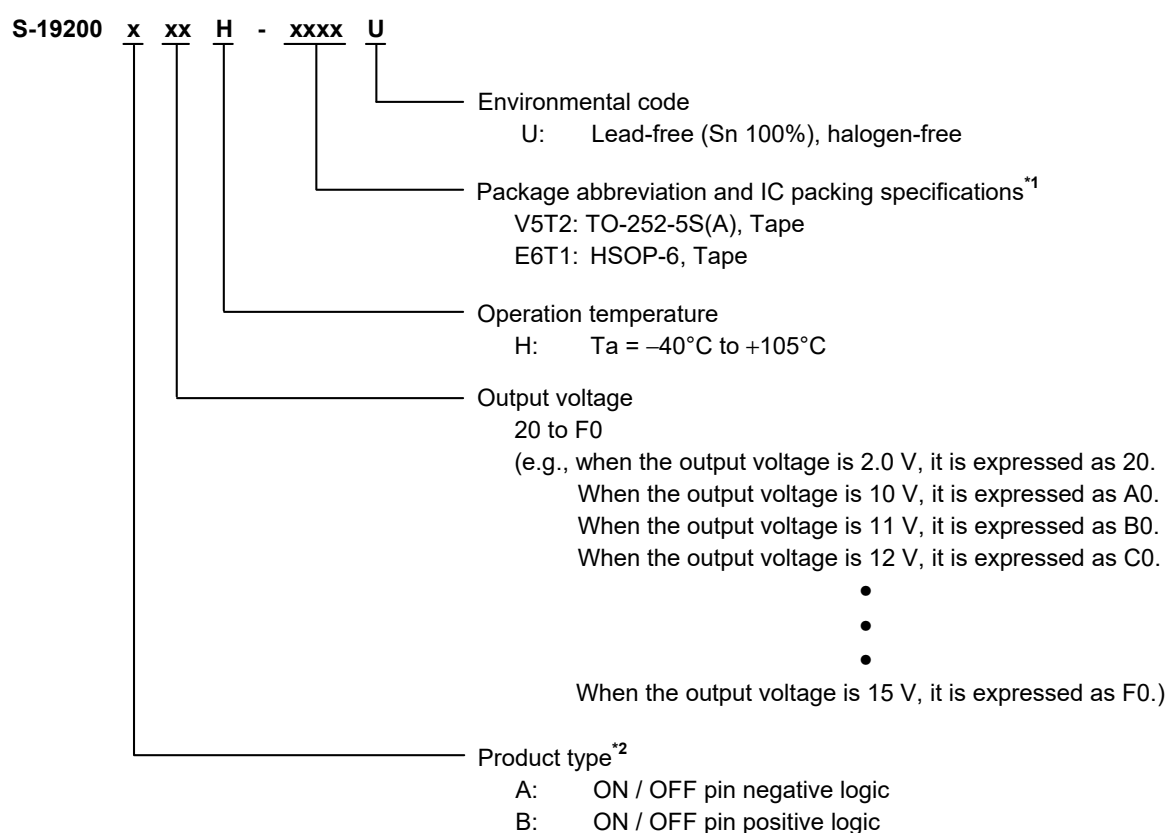 S-19200 x xx H - xxxx U
Environmental code
U: Lead-free (Sn 100%), halogen-free
Package abbreviation and IC packing specifications*1
V5T2: TO-252-5S(A), Tape
E6T1: HSOP-6, Tape
Operation temperature
H: Ta = −40°C to +105°C
Output voltage
20 to F0
(e.g., when the output voltage is 2.0 V, it is expressed as 20.
When the output voltage is 10 V, it is expressed as A0.
When the output voltage is 11 V, it is expressed as B0.
When the output voltage is 12 V, it is expressed as C0.
•
•
•
When the output voltage is 15 V, it is expressed as F0.)
Product type*2
A: ON / OFF pin negative logic
B: ON / OFF pin positive logic